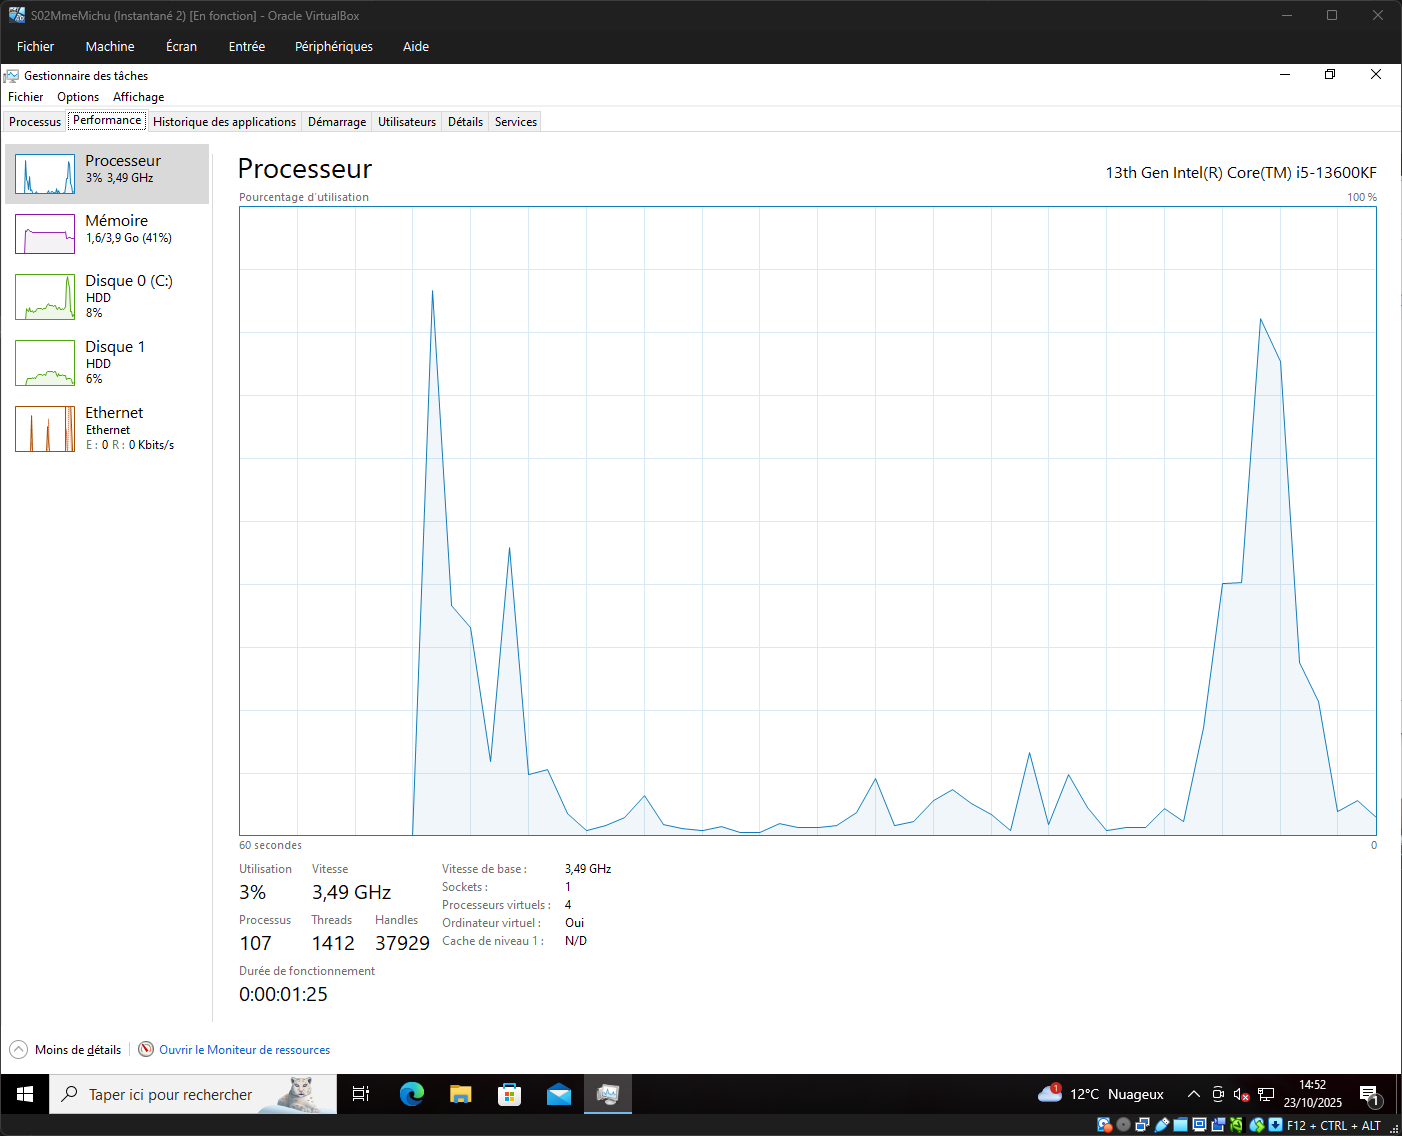 S02MmeMichu (Instantané 2) [En fonction] - Oracle VirtualBox
Fichier Machine Écran Entrée Périphériques Aide
Gestionnaire des tâches
Fichier Options Affichage
Processus Performance Historique des applications Démarrage Utilisateurs Détails Services
Processeur
3% 3,49 GHz
Mémoire
1,6/3,9 Go (41%)
Disque 0 (C:)
HDD
8%
Disque 1
HDD
6%
Ethernet
Ethernet
E : 0 R : 0 Kbits/s
Processeur
13th Gen Intel(R) Core(TM) i5-13600KF
Pourcentage d'utilisation 100 %
60 secondes 0
Utilisation Vitesse
3% 3,49 GHz
Processus Threads Handles
107 1412 37929
Durée de fonctionnement
0:00:01:25
Vitesse de base : 3,49 GHz
Sockets : 1
Processeurs virtuels : 4
Ordinateur virtuel : Oui
Cache de niveau 1 : N/D
Moins de détails Ouvrir le Moniteur de ressources
Taper ici pour rechercher
1 12°C Nuageux
14:52
23/10/2025
1
F12 + CTRL + ALT